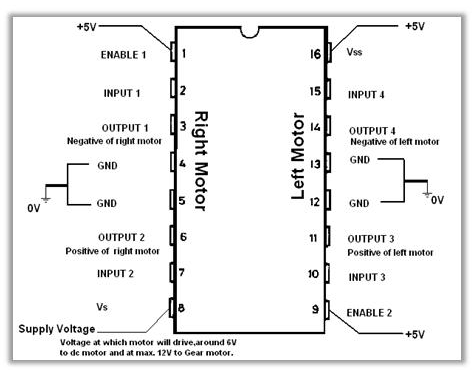 +5V
+5V
ENABLE 1
1
16
Vss
INPUT 1
2
15
INPUT 4
OUTPUT 1
Negative of right motor
3
14
OUTPUT 4
Negative of left motor
GND
4
13
GND
0V
0V
GND
5
12
GND
OUTPUT 2
Positive of right motor
6
11
OUTPUT 3
Positive of left motor
INPUT 2
7
10
INPUT 3
Vs
8
9
ENABLE 2
Right Motor
Left Motor
Supply Voltage
+5V
Voltage at which motor will drive,around 6V
to dc motor and at max. 12V to Gear motor.